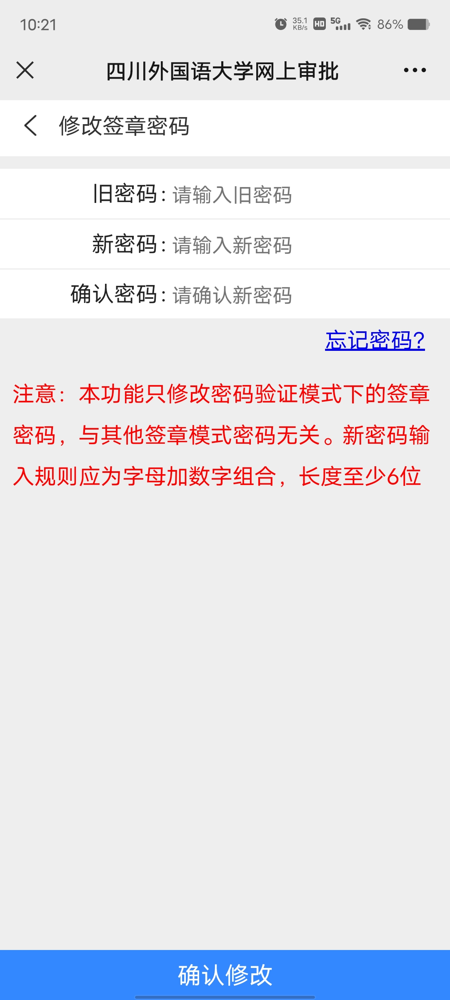 10:21
35.1 KB/s HD 5G 86%
四川外国语大学网上审批
修改签章密码
旧密码: 请输入旧密码
新密码: 请输入新密码
确认密码: 请确认新密码
忘记密码?
注意：本功能只修改密码验证模式下的签章
密码，与其他签章模式密码无关。新密码输
入规则应为字母加数字组合，长度至少6位
确认修改